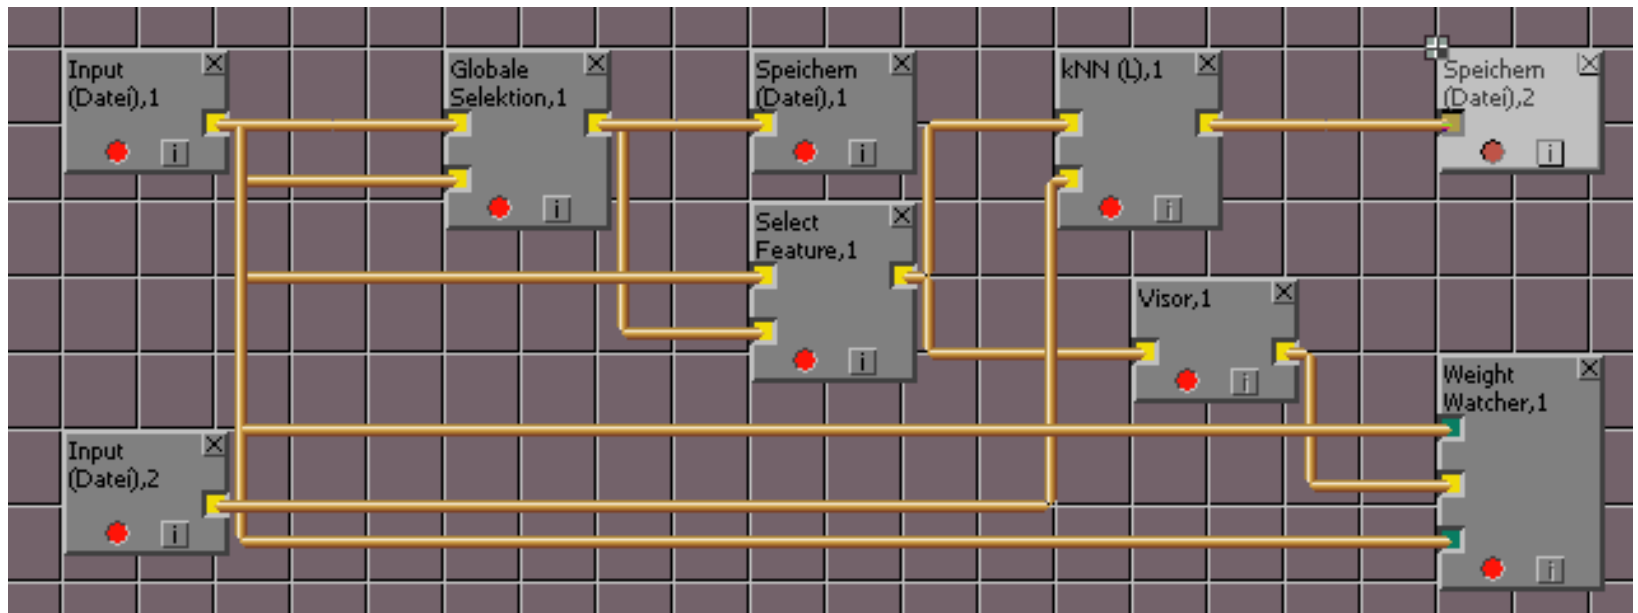 Input
(Datei),1
i
Globale
Selektion,1
i
Speichern
(Datei),1
i
kNN (L),1
i
Speichern
(Datei),2
i
Select
Feature,1
i
Visor,1
i
Weight
Watcher,1
i
Input
(Datei),2
i